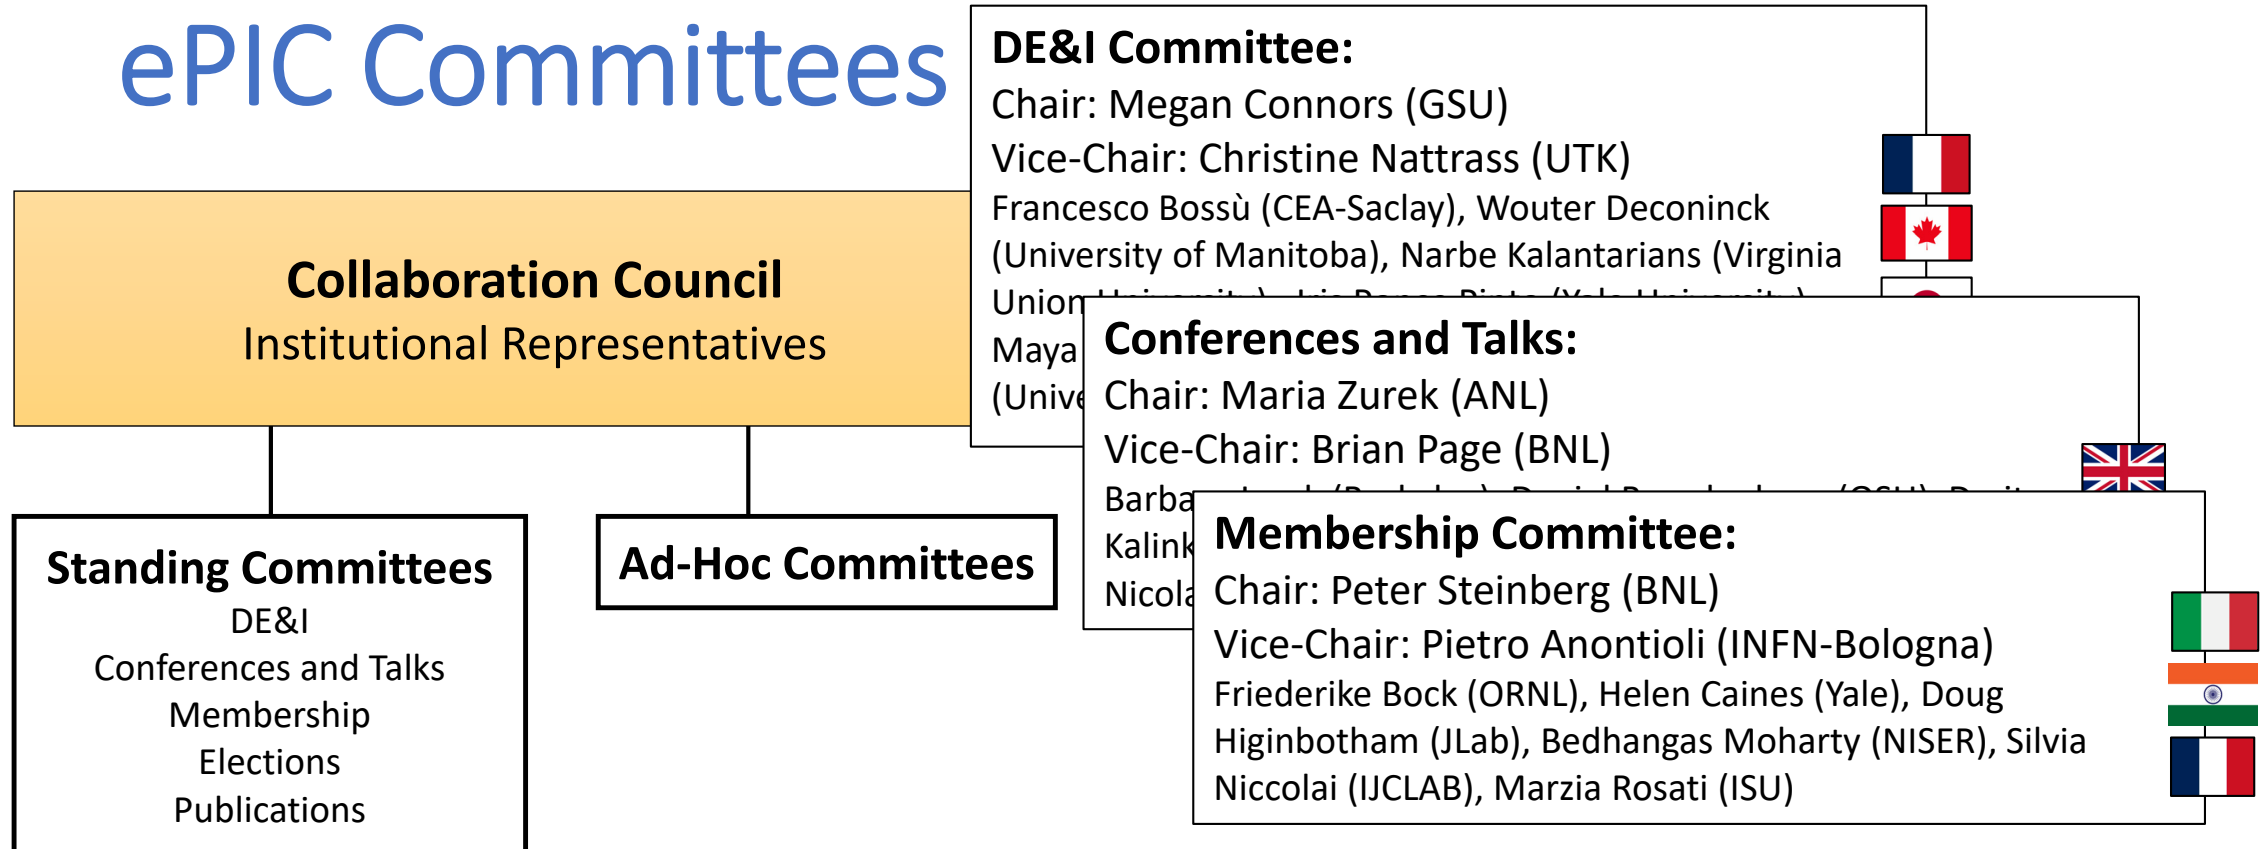 ePIC Committees
Collaboration Council
Institutional Representatives
Standing Committees
DE&I
Conferences and Talks
Membership
Elections
Publications
Ad-Hoc Committees
DE&I Committee:
Chair: Megan Connors (GSU)
Vice-Chair: Christine Nattrass (UTK)
Francesco Bossù (CEA-Saclay), Wouter Deconinck
(University of Manitoba), Narbe Kalantarians (Virginia
Union
Maya
Conferences and Talks:
Chair: Maria Zurek (ANL)
Vice-Chair: Brian Page (BNL)
Membership Committee:
Chair: Peter Steinberg (BNL)
Vice-Chair: Pietro Anontioli (INFN-Bologna)
Friederike Bock (ORNL), Helen Caines (Yale), Doug
Higinbotham (JLab), Bedhangas Moharty (NISER), Silvia
Niccolai (IJCLAB), Marzia Rosati (ISU)